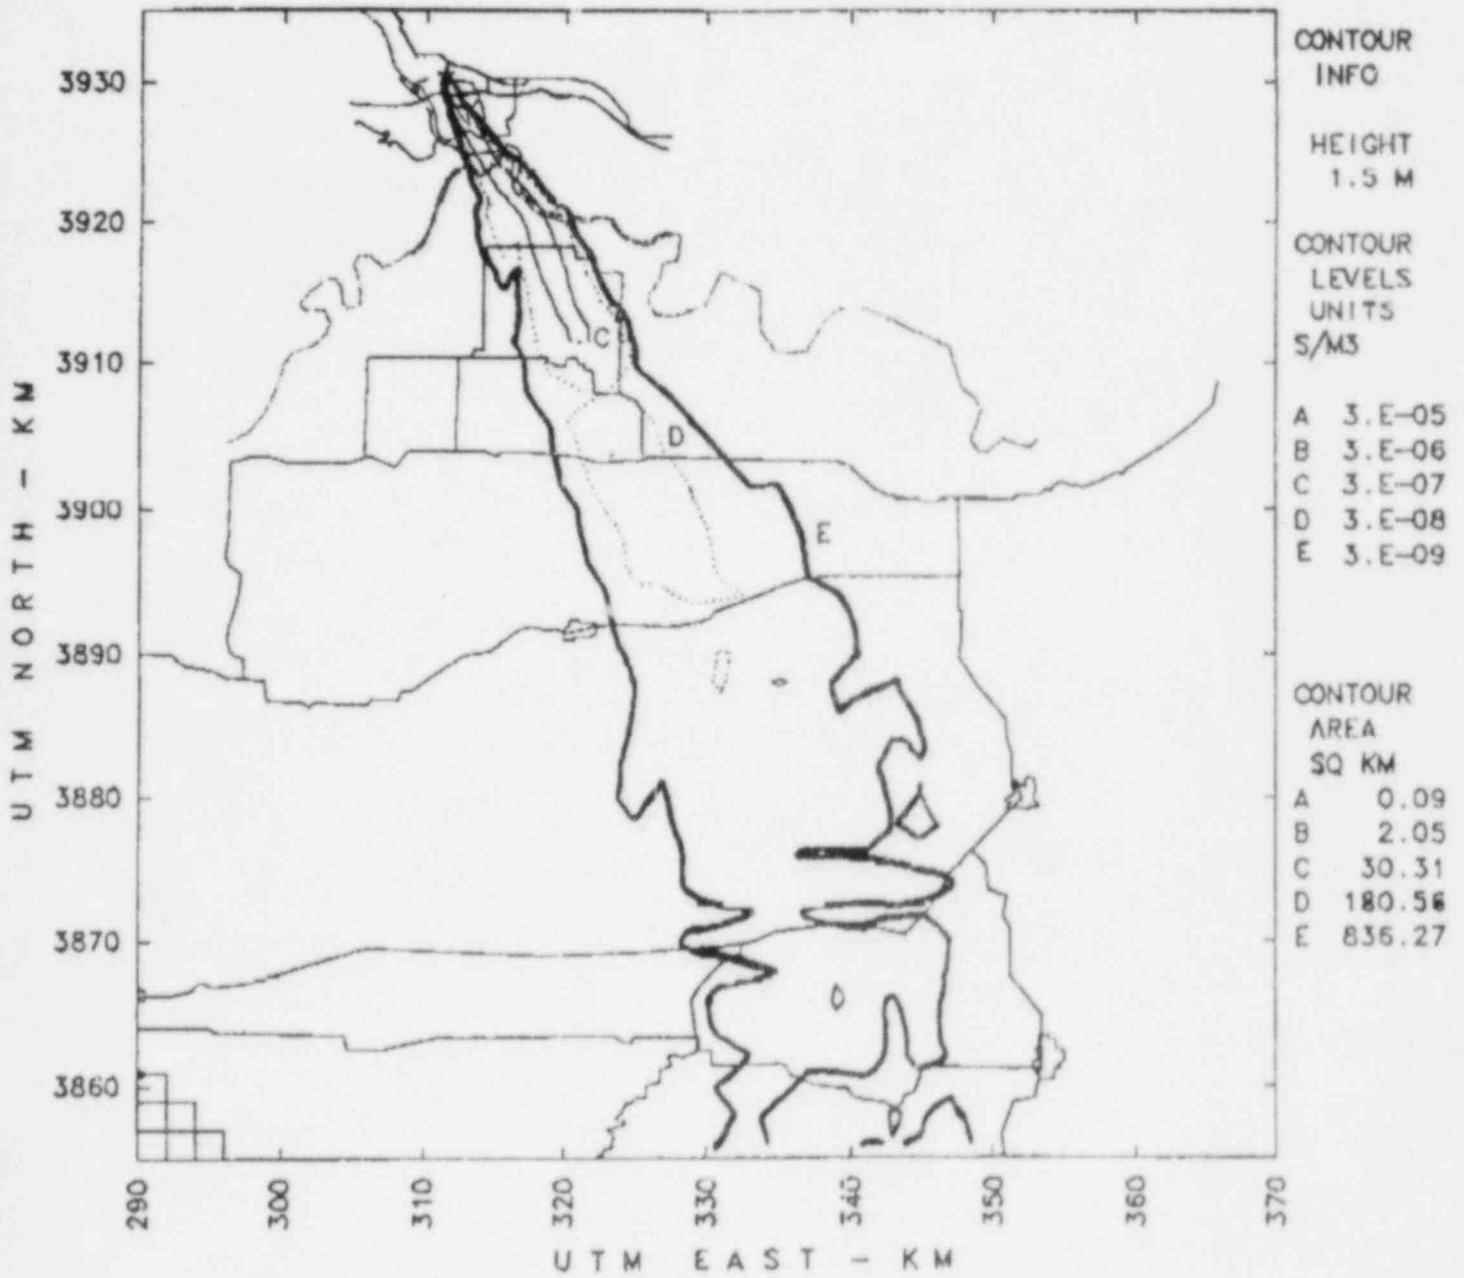 CONTOUR
INFO
HEIGHT
1.5 M
CONTOUR
LEVELS
UNITS
S/M3
A 3.E-05
B 3.E-06
C 3.E-07
D 3.E-08
E 3.E-09
CONTOUR
AREA
SQ KM
A 0.09
B 2.05
C 30.31
D 180.56
E 836.27
UTM NORTH - KM
3930
3920
3910
3900
3890
3880
3870
3860
C
D
E
290
300
310
320
330
340
350
360
370
UTM EAST - KM